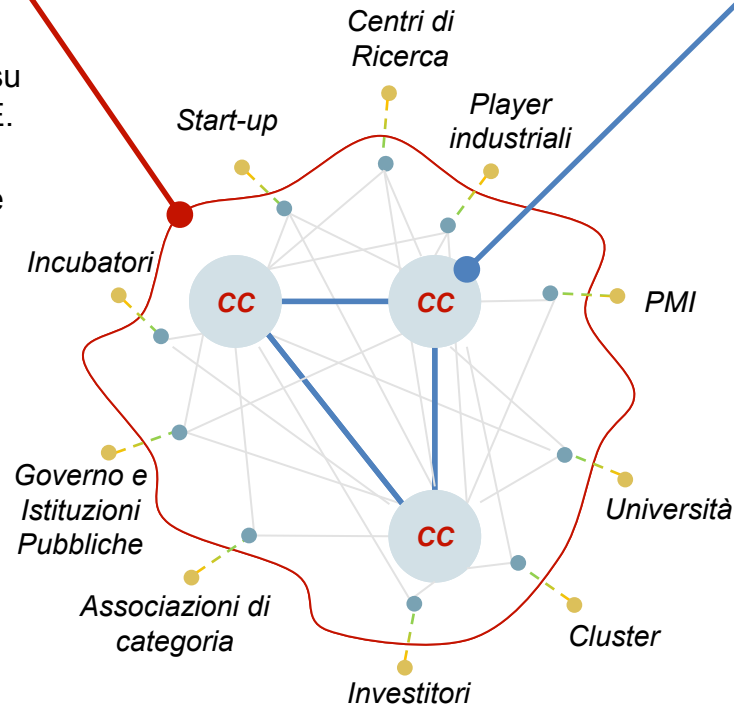 Centri di
Ricerca
su
E.
Player
industriali
Start-up
e
Incubatori
CC
CC
PMI
Governo e
Istituzioni
Pubbliche
Università
CC
Associazioni di
categoria
Cluster
Investitori